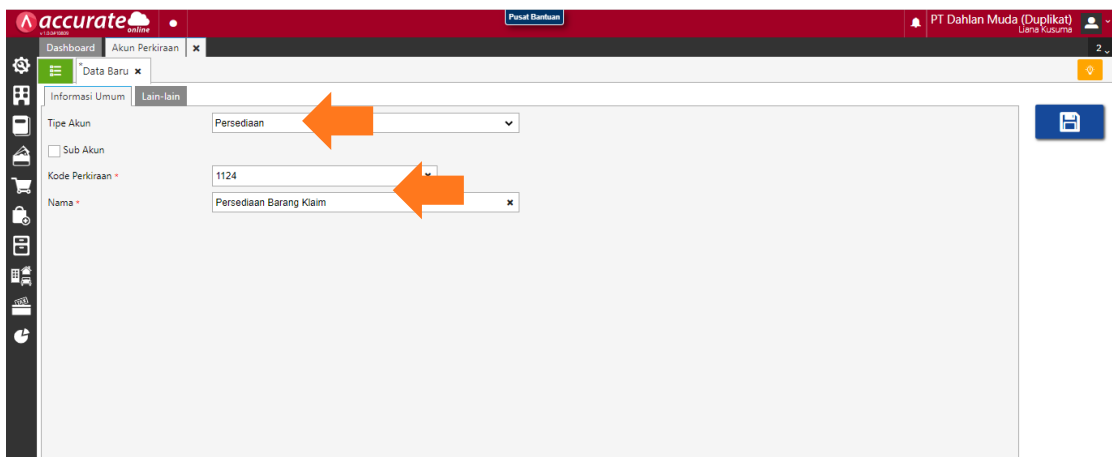 accurate online
Pusat Bantuan
PT Dahlan Muda (Duplikat)
Liana Kusuma
Dashboard Akun Perkiraan
2
Data Baru
Informasi Umum Lain-lain
Tipe Akun Persediaan
Sub Akun
Kode Perkiraan * 1124
Nama * Persediaan Barang Klaim